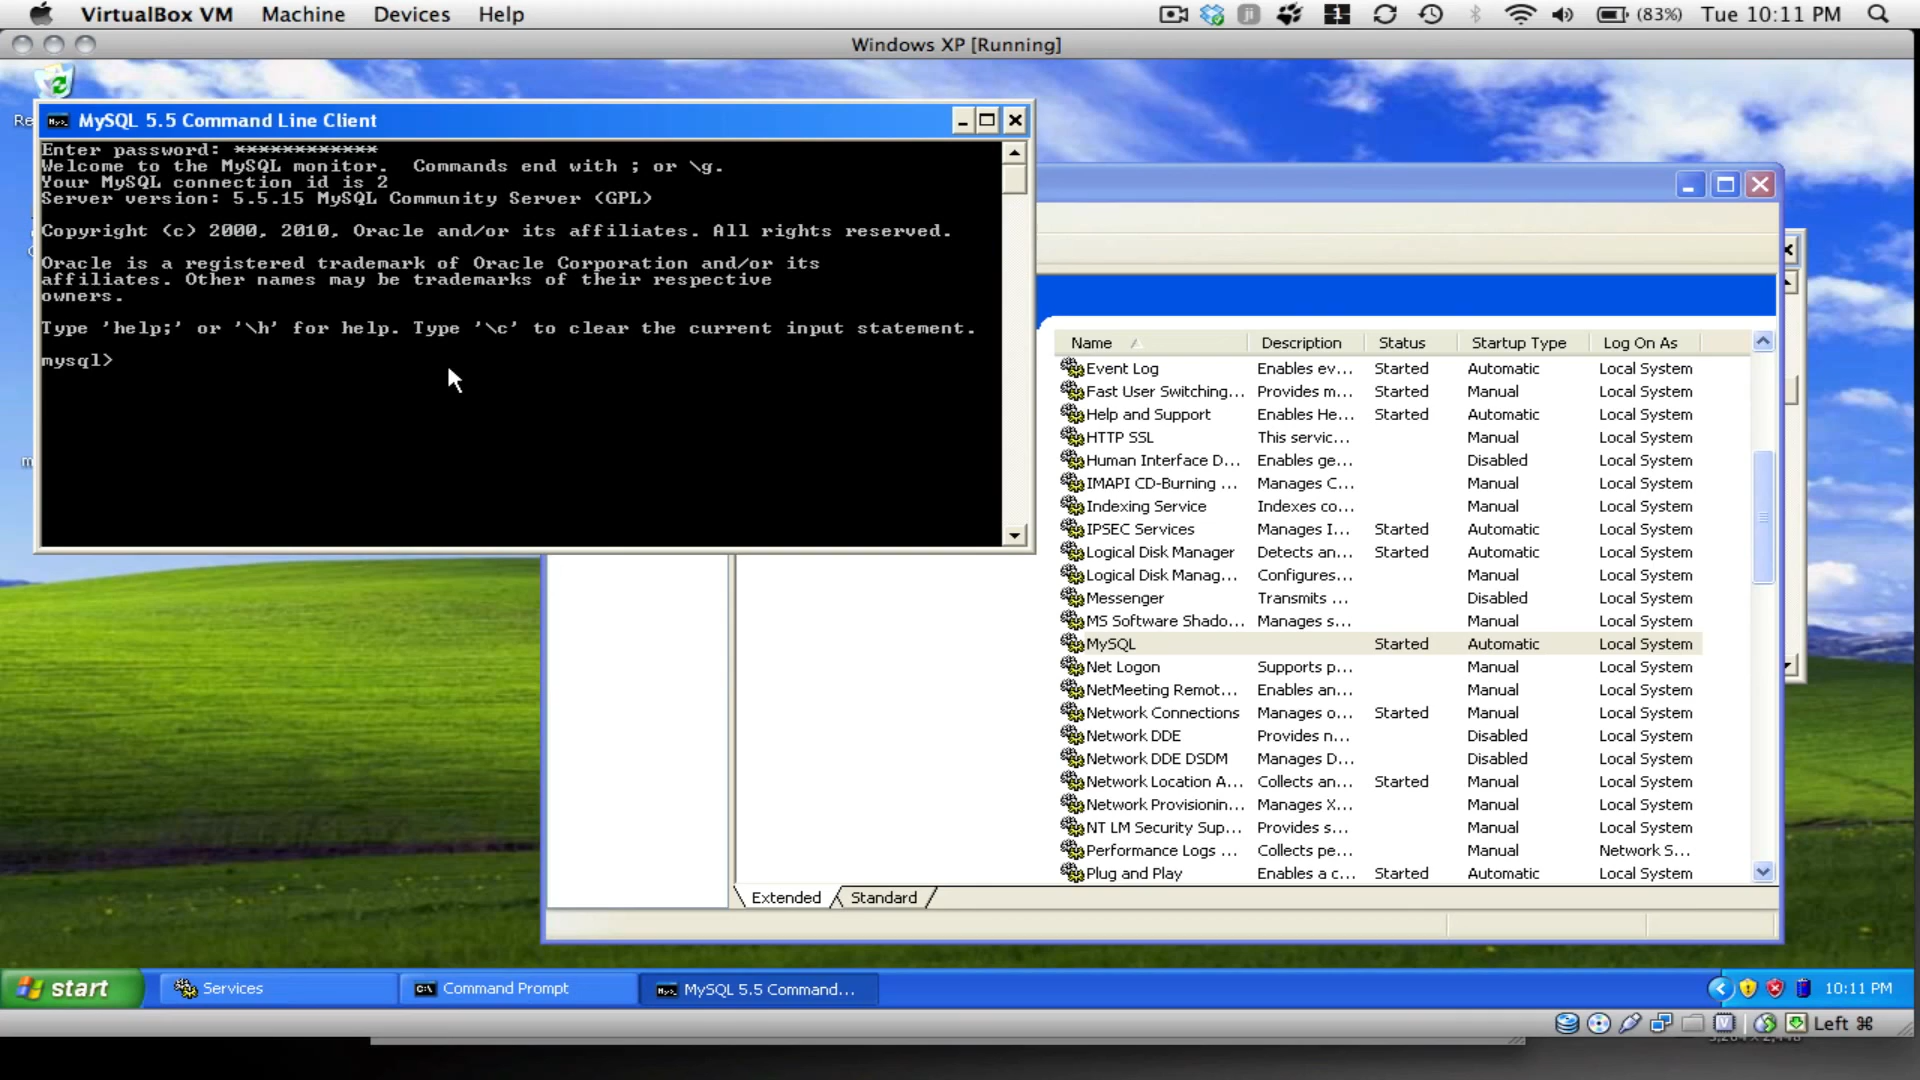 VirtualBox VM Machine Devices Help
1 (83%) Tue 10:11 PM
Windows XP [Running]
Re
MySQL 5.5 Command Line Client
Enter password: ************
Welcome to the MySQL monitor.  Commands end with ; or \g.
Your MySQL connection id is 2
Server version: 5.5.15 MySQL Community Server (GPL)
Copyright (c) 2000, 2010, Oracle and/or its affiliates. All rights reserved.
Oracle is a registered trademark of Oracle Corporation and/or its
affiliates. Other names may be trademarks of their respective
owners.
Type 'help;' or '\h' for help. Type '\c' to clear the current input statement.
mysql>
Name Description Status Startup Type Log On As
Event Log Enables ev... Started Automatic Local System
Fast User Switching... Provides m... Started Manual Local System
Help and Support Enables He... Started Automatic Local System
HTTP SSL This servic... Manual Local System
Human Interface D... Enables ge... Disabled Local System
IMAPI CD-Burning ... Manages C... Manual Local System
Indexing Service Indexes co... Manual Local System
IPSEC Services Manages I... Started Automatic Local System
Logical Disk Manager Detects an... Started Automatic Local System
Logical Disk Manag... Configures... Manual Local System
Messenger Transmits ... Disabled Local System
MS Software Shado... Manages s... Manual Local System
MySQL Started Automatic Local System
Net Logon Supports p... Manual Local System
NetMeeting Remot... Enables an... Manual Local System
Network Connections Manages o... Started Manual Local System
Network DDE Provides n... Disabled Local System
Network DDE DSDM Manages D... Disabled Local System
Network Location A... Collects an... Started Manual Local System
Network Provisionin... Manages X... Manual Local System
NT LM Security Sup... Provides s... Manual Local System
Performance Logs ... Collects pe... Manual Network S...
Plug and Play Enables a c... Started Automatic Local System
Extended Standard
start Services Command Prompt MySQL 5.5 Command... 10:11 PM
Left ⌘